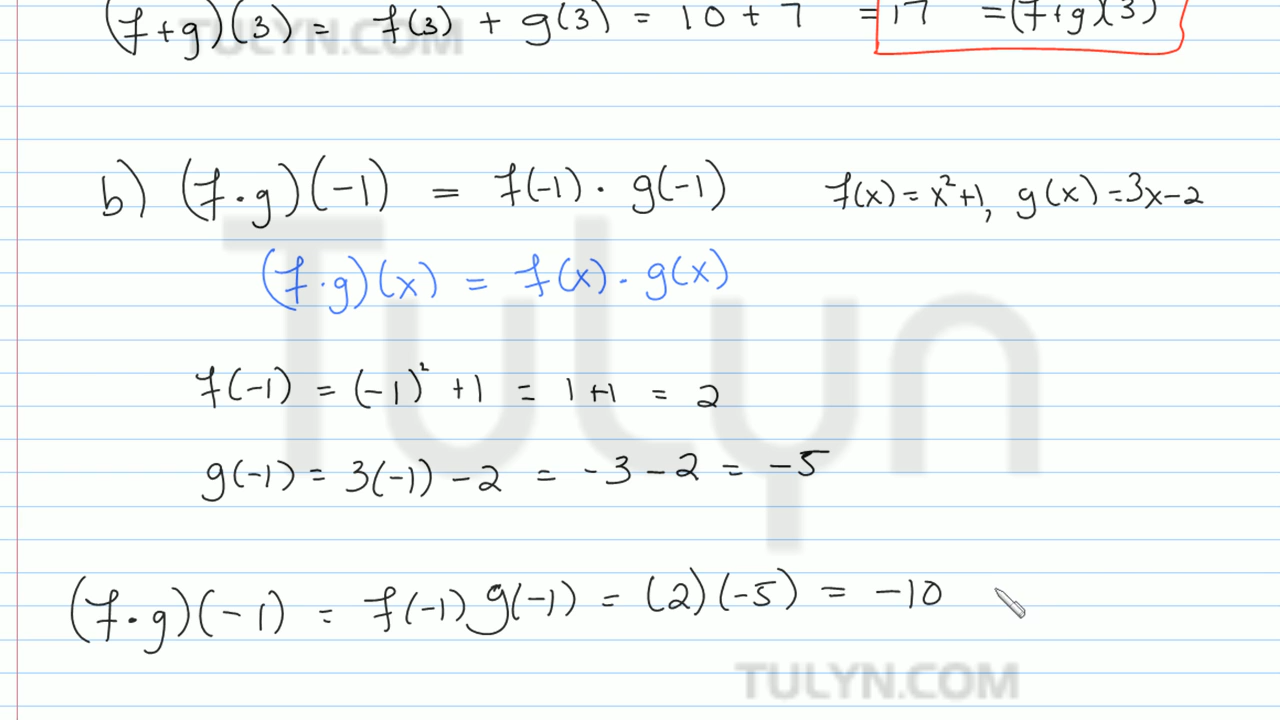 (f+g)(3) = f(3) + g(3) = 10 + 7 = 17 = (f+g)(3)
TULYN.COM
b) (f·g)(-1) = f(-1) · g(-1) f(x) = x²+1, g(x) = 3x-2
(f·g)(x) = f(x) · g(x)
Tulyn
f(-1) = (-1)² + 1 = 1+1 = 2
g(-1) = 3(-1) - 2 = -3 - 2 = -5
(f·g)(-1) = f(-1) g(-1) = (2)(-5) = -10
TULYN.COM